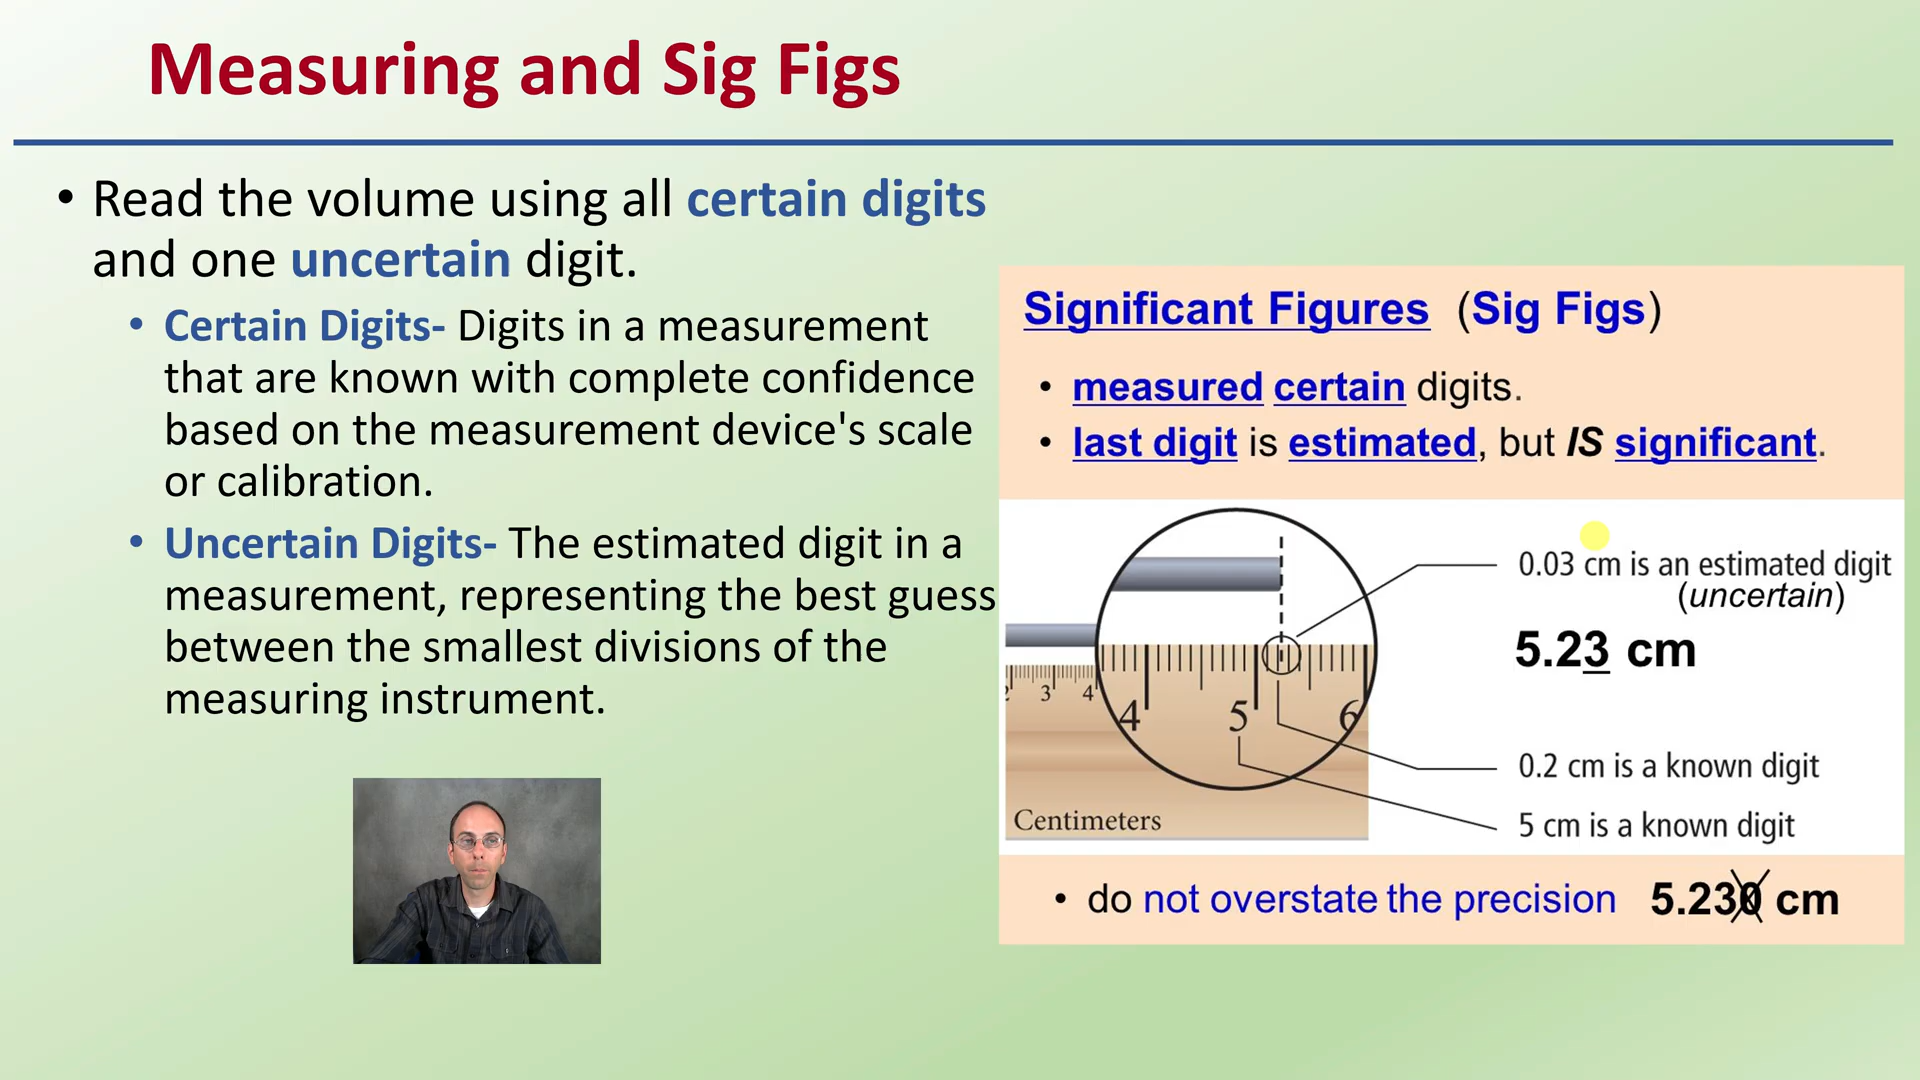 Measuring and Sig Figs
• Read the volume using all certain digits
and one uncertain digit.
• Certain Digits- Digits in a measurement
that are known with complete confidence
based on the measurement device's scale
or calibration.
• Uncertain Digits- The estimated digit in a
measurement, representing the best guess
between the smallest divisions of the
measuring instrument.
Significant Figures (Sig Figs)
• measured certain digits.
• last digit is estimated, but IS significant.
0.03 cm is an estimated digit
(uncertain)
5.23 cm
3 4
4 5 6
0.2 cm is a known digit
Centimeters
5 cm is a known digit
• do not overstate the precision 5.230 cm